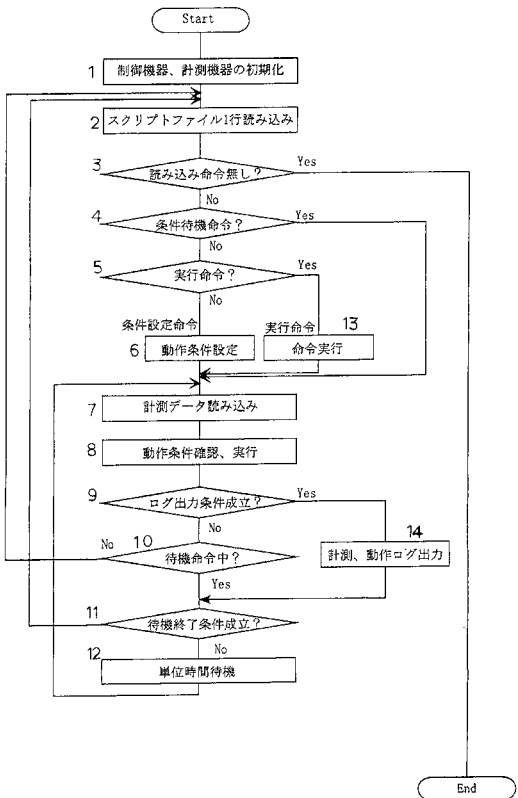 Start
1 制御機器、計測機器の初期化
2 スクリプトファイル1行読み込み
3 読み込み命令無し？ Yes
No
4 条件待機命令？ Yes
No
5 実行命令？ Yes
No
条件設定命令 実行命令 13
6 動作条件設定 命令実行
7 計測データ読み込み
8 動作条件確認、実行
9 ログ出力条件成立？ Yes
No
No 10 待機命令中？ 14 計測、動作ログ出力
Yes
11 待機終了条件成立？
No
12 単位時間待機
End